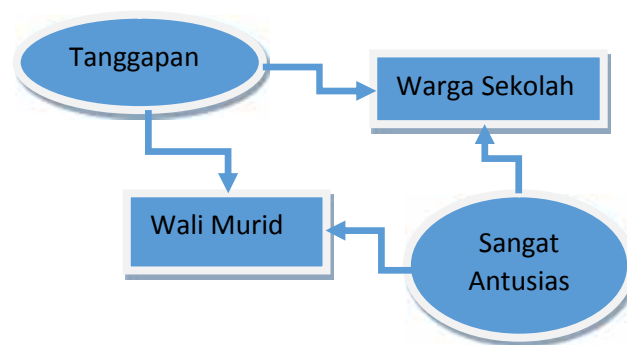 Tanggapan
Warga Sekolah
Wali Murid
Sangat
Antusias